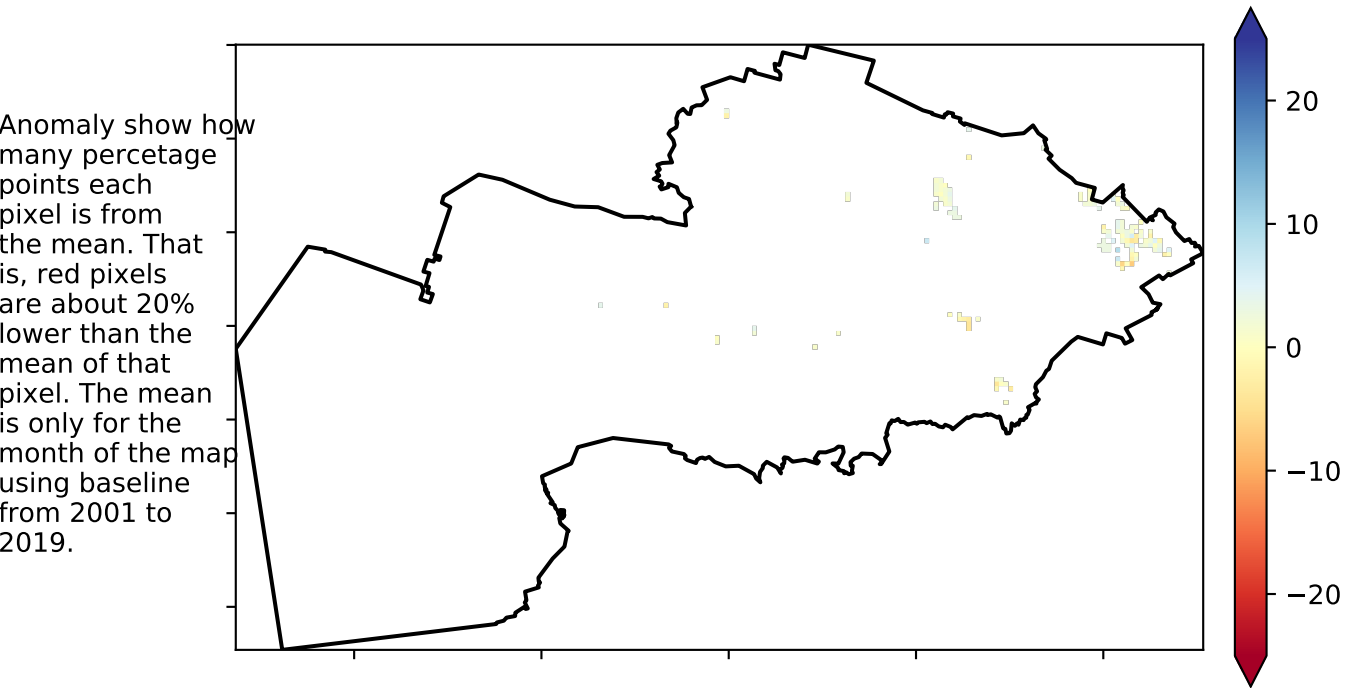 Anomaly show how
many percetage
points each
pixel is from
the mean. That
is, red pixels
are about 20%
lower than the
mean of that
pixel. The mean
is only for the
month of the map
using baseline
from 2001 to
2019.
20
10
0
−10
−20